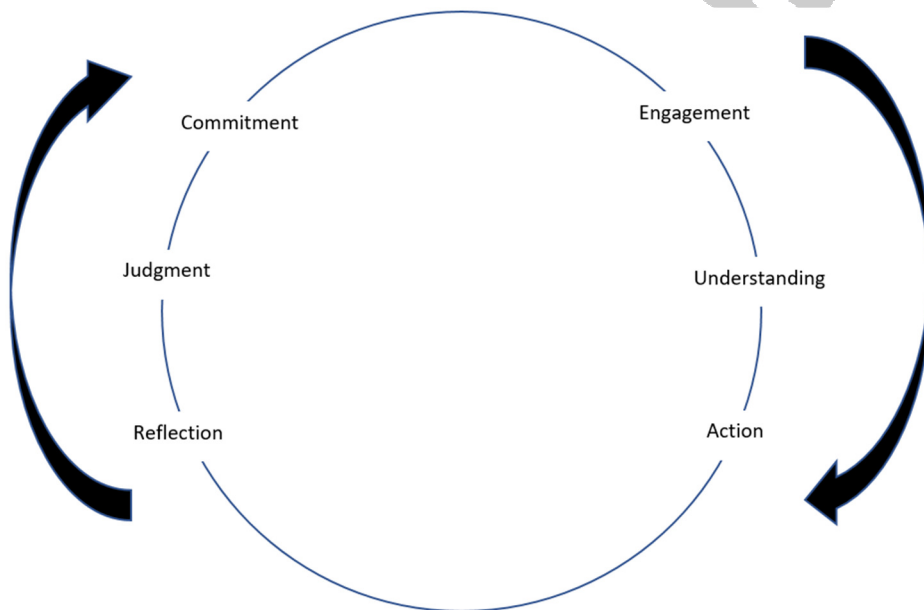 Engagement
Commitment
Understanding
Judgment
Action
Reflection